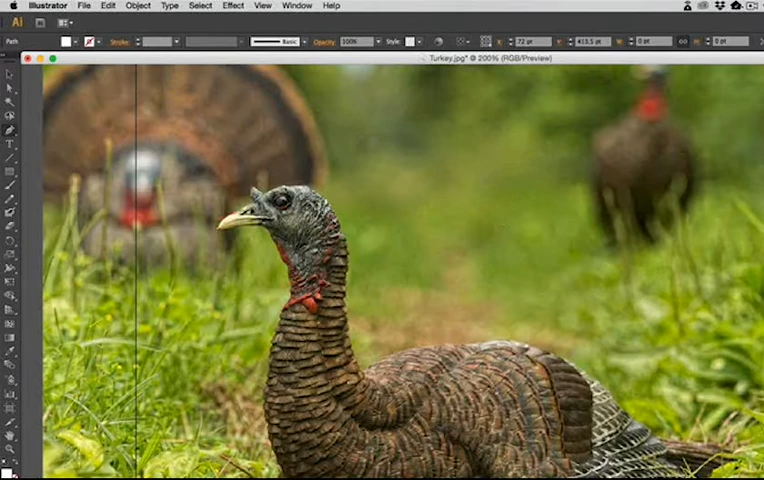 Illustrator File Edit Object Type Select Effect View Window Help
Ai
Path Stroke: Basic Opacity 100% Style: X: 72 pt Y: 413.5 pt W: 0 pt H: 0 pt
Turkey.jpg* @ 200% (RGB/Preview)